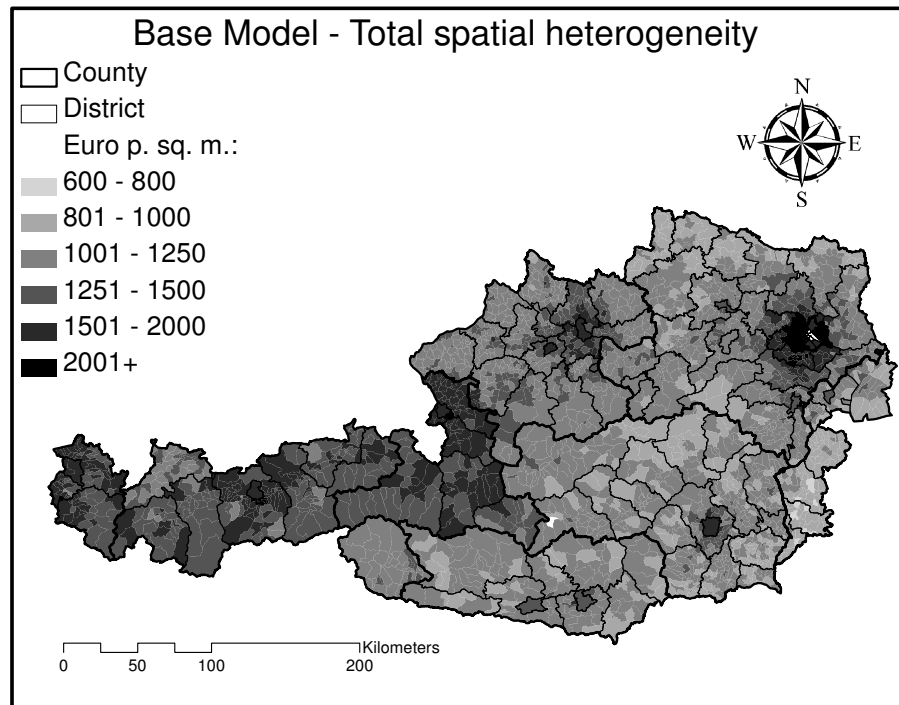 Base Model - Total spatial heterogeneity
County
District
Euro p. sq. m.:
600 - 800
801 - 1000
1001 - 1250
1251 - 1500
1501 - 2000
2001+
N
W E
S
Kilometers
0 50 100 200